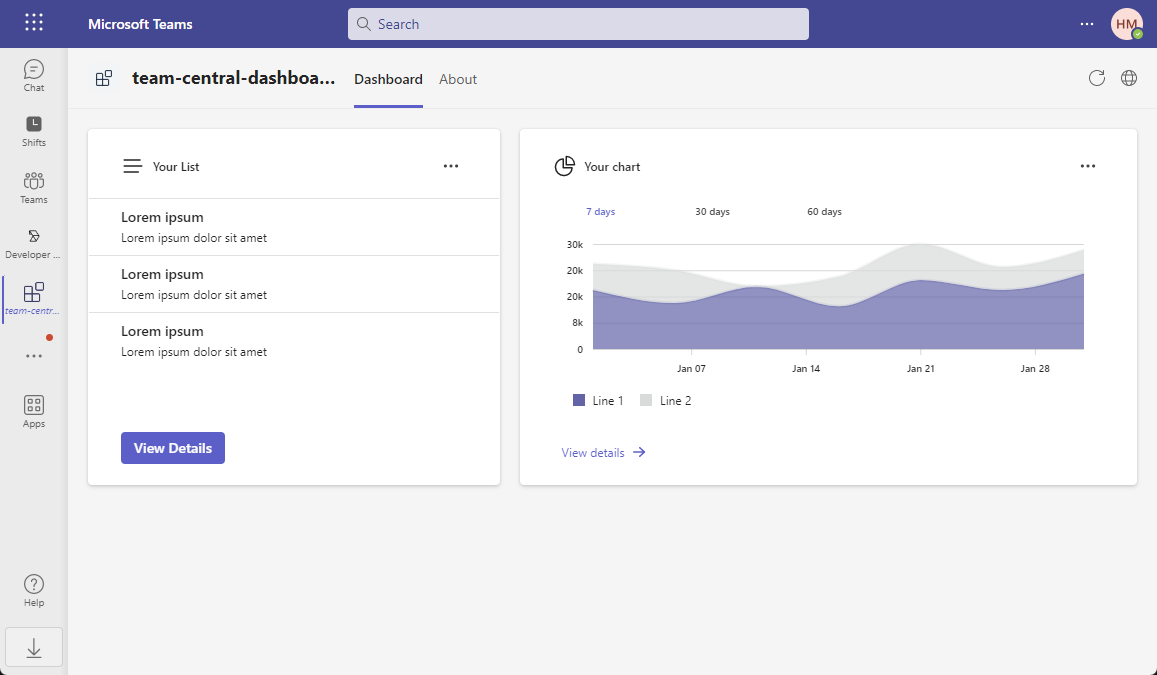 Microsoft Teams
Search
HM
Chat
Shifts
Teams
Developer ...
team-centr...
Apps
Help
team-central-dashboa... Dashboard About
Your List
Lorem ipsum
Lorem ipsum dolor sit amet
Lorem ipsum
Lorem ipsum dolor sit amet
Lorem ipsum
Lorem ipsum dolor sit amet
View Details
Your chart
7 days 30 days 60 days
30k
20k
20k
8k
0
Jan 07 Jan 14 Jan 21 Jan 28
Line 1 Line 2
View details